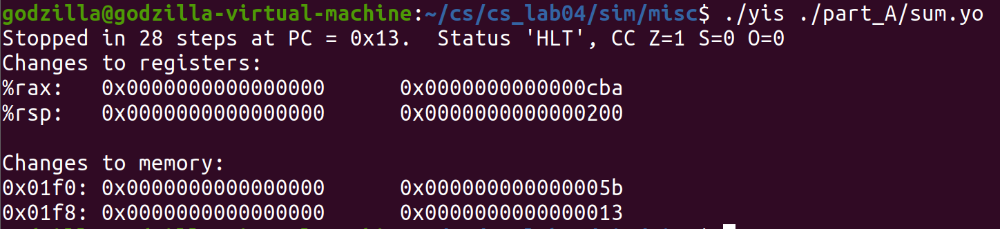 godzilla@godzilla-virtual-machine:~/cs/cs_lab04/sim/misc$ ./yis ./part_A/sum.yo
Stopped in 28 steps at PC = 0x13.  Status 'HLT', CC Z=1 S=0 O=0
Changes to registers:
%rax:   0x0000000000000000      0x0000000000000cba
%rsp:   0x0000000000000000      0x0000000000000200

Changes to memory:
0x01f0: 0x0000000000000000      0x000000000000005b
0x01f8: 0x0000000000000000      0x0000000000000013